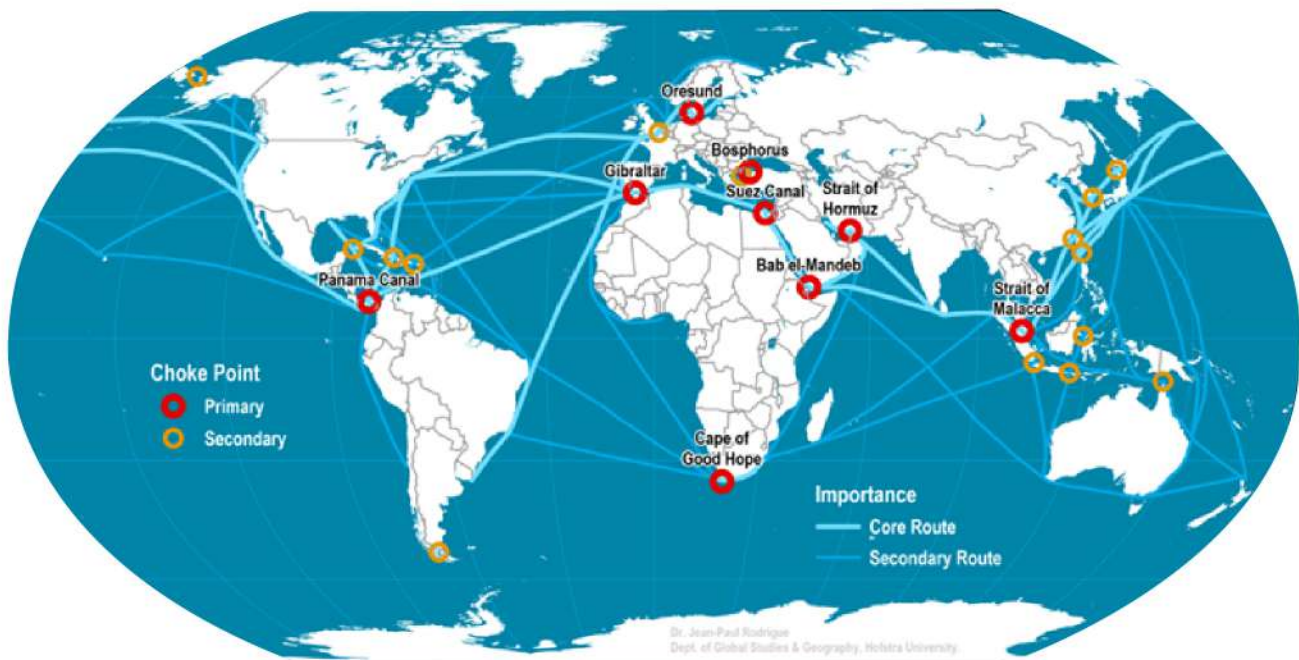 Oresund
Bosphorus
Gibraltar
Suez Canal
Strait of
Hormuz
Panama Canal
Bab el-Mandeb
Strait of
Malacca
Choke Point
Primary
Secondary
Cape of
Good Hope
Importance
Core Route
Secondary Route
Dr. Jean-Paul Rodrigue
Dept. of Global Studies & Geography, Hofstra University.